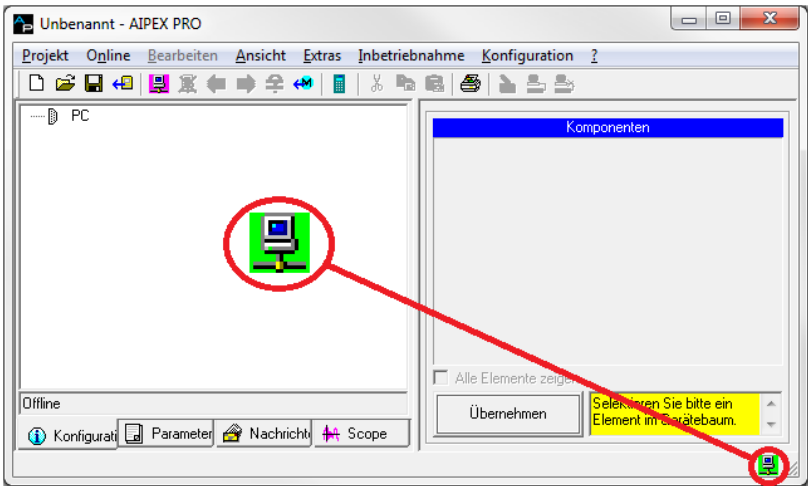 Unbenannt - AIPEX PRO
Projekt Online Bearbeiten Ansicht Extras Inbetriebnahme Konfiguration ?
PC
Komponenten
Alle Elemente zeigen
Offline
Übernehmen
Selektieren Sie bitte ein
Element im Gerätebaum.
Konfigurati Parameter Nachricht Scope